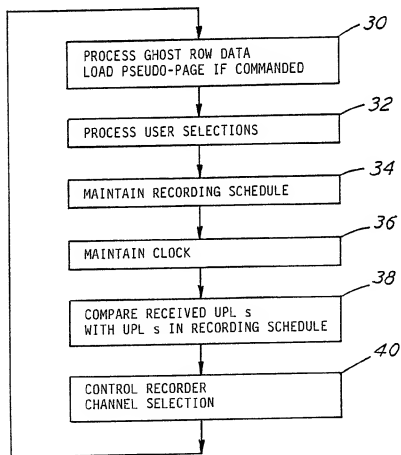 30
PROCESS GHOST ROW DATA
LOAD PSEUDO-PAGE IF COMMANDED
32
PROCESS USER SELECTIONS
34
MAINTAIN RECORDING SCHEDULE
36
MAINTAIN CLOCK
38
COMPARE RECEIVED UPL s
WITH UPL s IN RECORDING SCHEDULE
40
CONTROL RECORDER
CHANNEL SELECTION